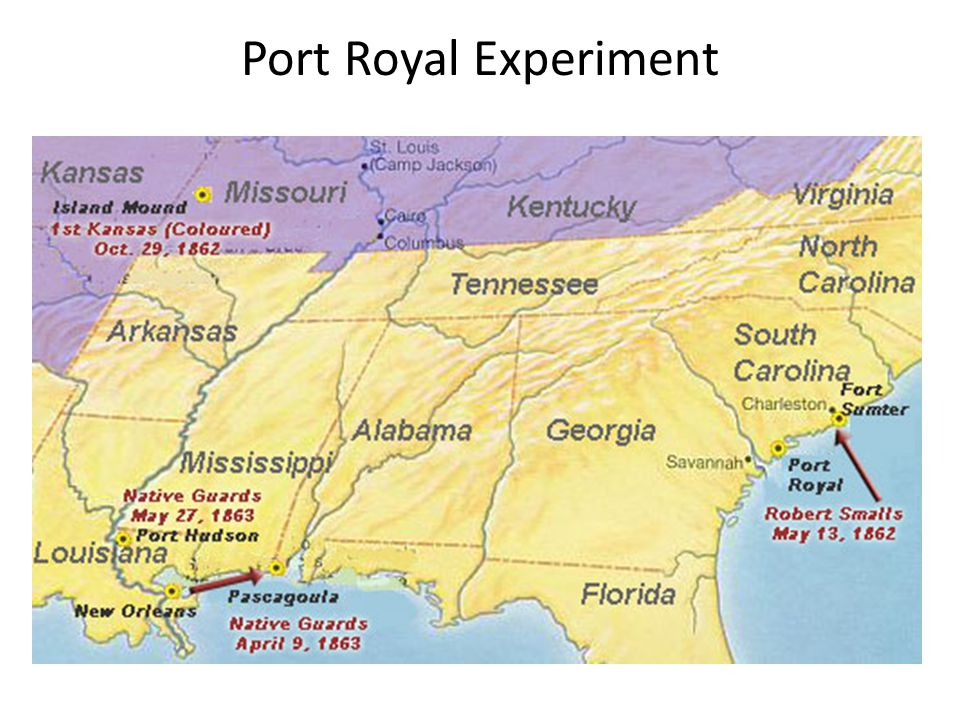 Port Royal Experiment
St. Louis
(Camp Jackson)
Kansas
Missouri
Island Mound
1st Kansas (Coloured)
Oct. 29, 1862
Cairo
Columbus
Kentucky
Virginia
North
Carolina
Tennessee
Arkansas
South
Carolina
Fort
Sumter
Charleston
Alabama
Georgia
Mississippi
Savannah
Port
Royal
Robert Smalls
May 13, 1862
Native Guards
May 27, 1863
Port Hudson
Louisiana
New Orleans
Pascagoula
Native Guards
April 9, 1863
Florida